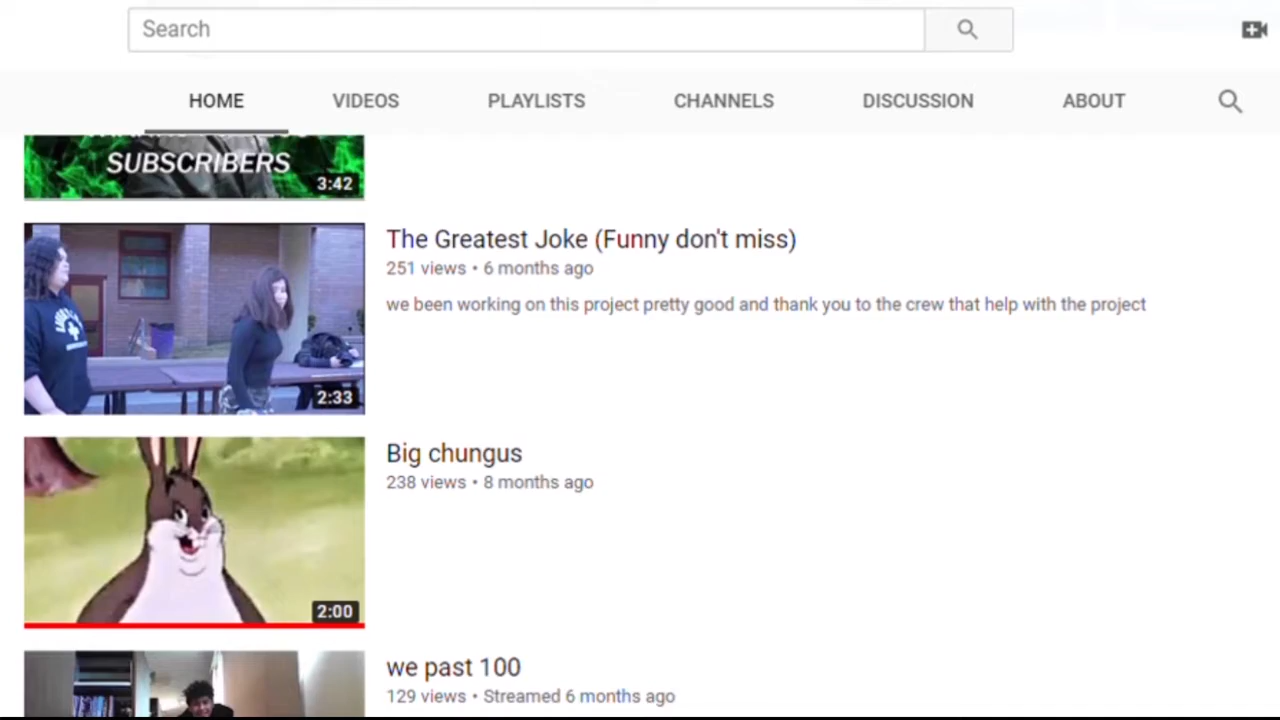 Search
HOME VIDEOS PLAYLISTS CHANNELS DISCUSSION ABOUT
SUBSCRIBERS
3:42
The Greatest Joke (Funny don't miss)
251 views • 6 months ago
we been working on this project pretty good and thank you to the crew that help with the project
2:33
Big chungus
238 views • 8 months ago
2:00
we past 100
129 views • Streamed 6 months ago